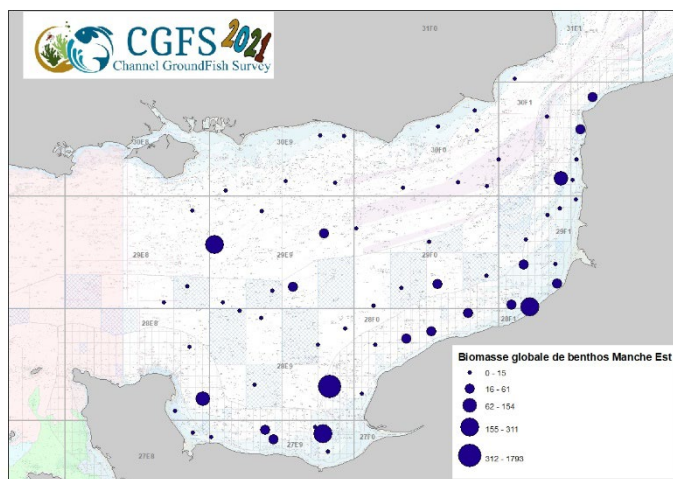 CGFS 2021
Channel GroundFish Survey
31F0
31F1
30F1
30E8
30E9
30F0
29F1
29E8
29E9
29F0
28E8
28F0
28F1
28E9
27E8
27E9
27F0
Biomasse globale de benthos Manche Est
0 - 15
16 - 61
62 - 154
155 - 311
312 - 1793